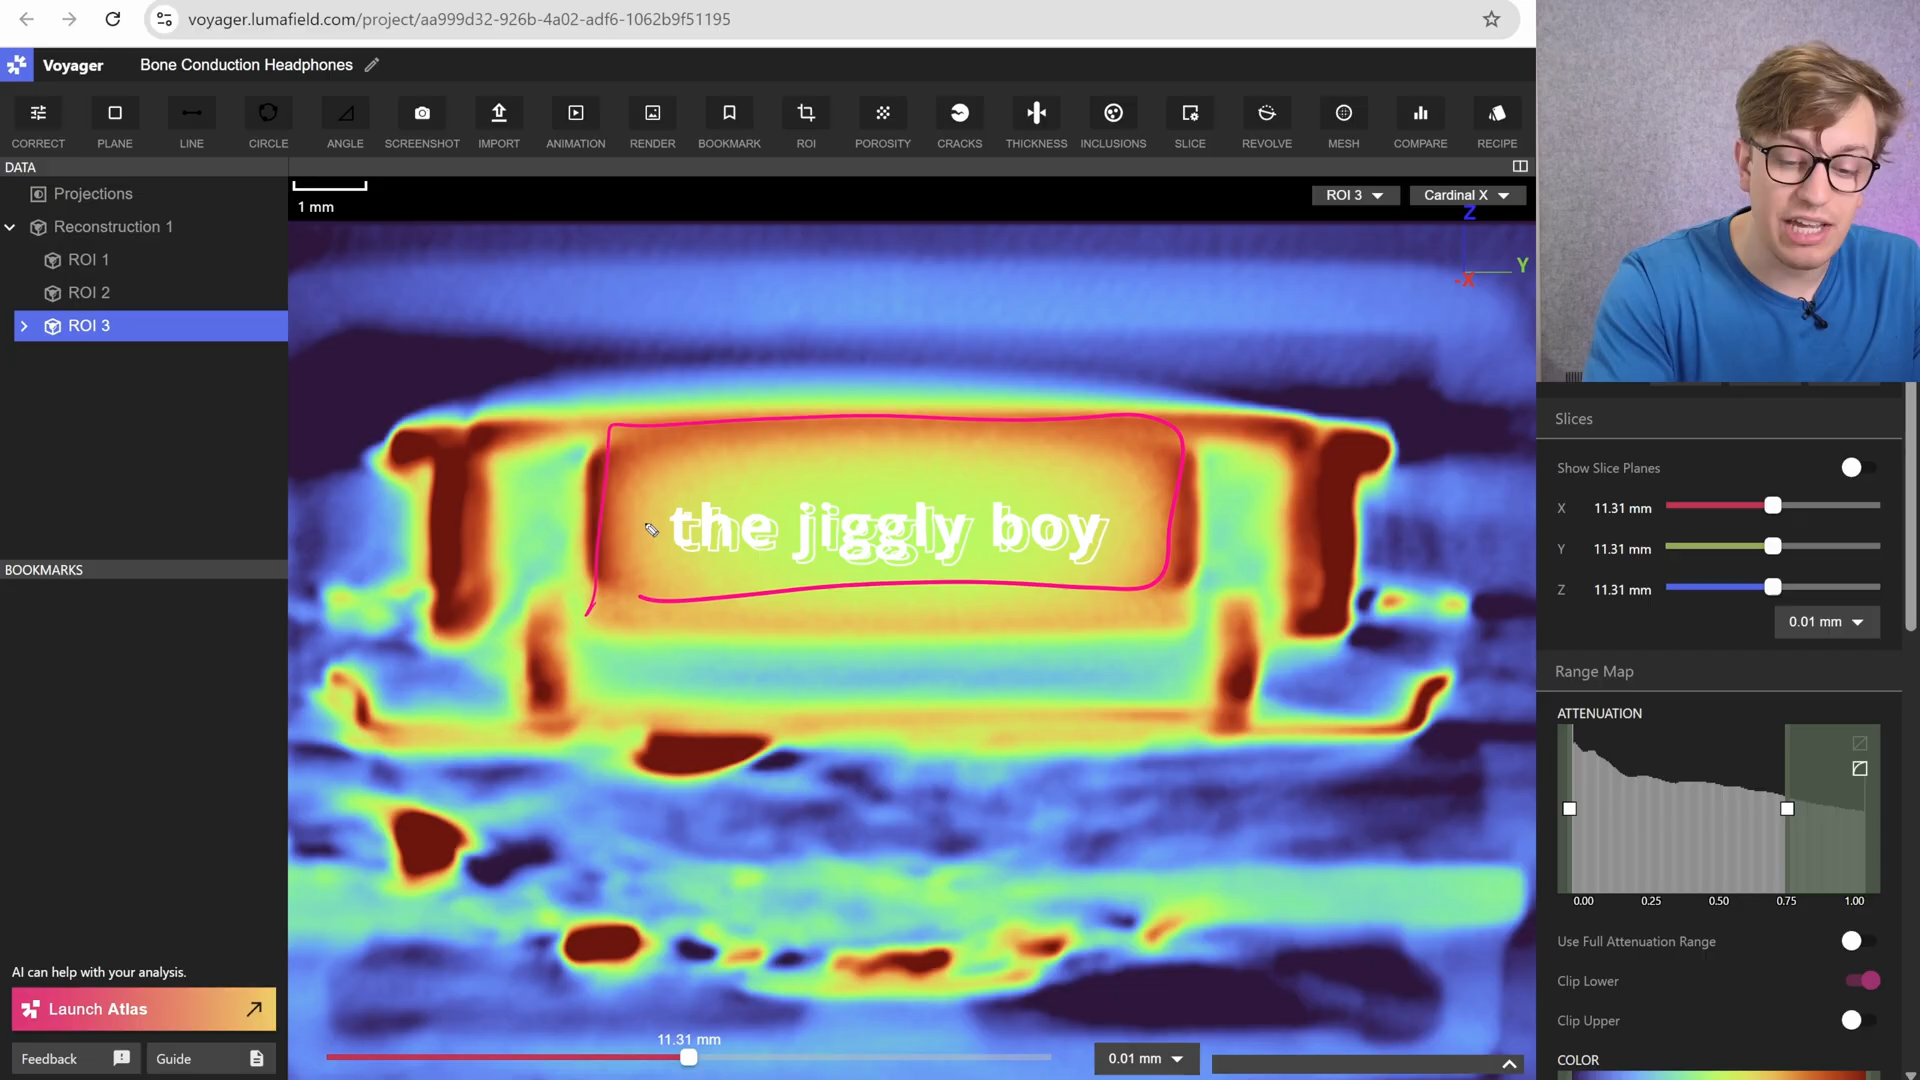 voyager.lumafield.com/project/aa999d32-926b-4a02-adf6-1062b9f51195
Voyager
Bone Conduction Headphones
CORRECT PLANE LINE CIRCLE ANGLE SCREENSHOT IMPORT ANIMATION RENDER BOOKMARK ROI POROSITY CRACKS THICKNESS INCLUSIONS SLICE REVOLVE MESH COMPARE RECIPE
DATA
Projections
Reconstruction 1
ROI 1
ROI 2
ROI 3
BOOKMARKS
AI can help with your analysis.
Launch Atlas
Feedback
Guide
1 mm
ROI 3
Cardinal X
Z
Y
-X
the jiggly boy
11.31 mm
0.01 mm
Slices
Show Slice Planes
X 11.31 mm
Y 11.31 mm
Z 11.31 mm
0.01 mm
Range Map
ATTENUATION
0.00 0.25 0.50 0.75 1.00
Use Full Attenuation Range
Clip Lower
Clip Upper
COLOR